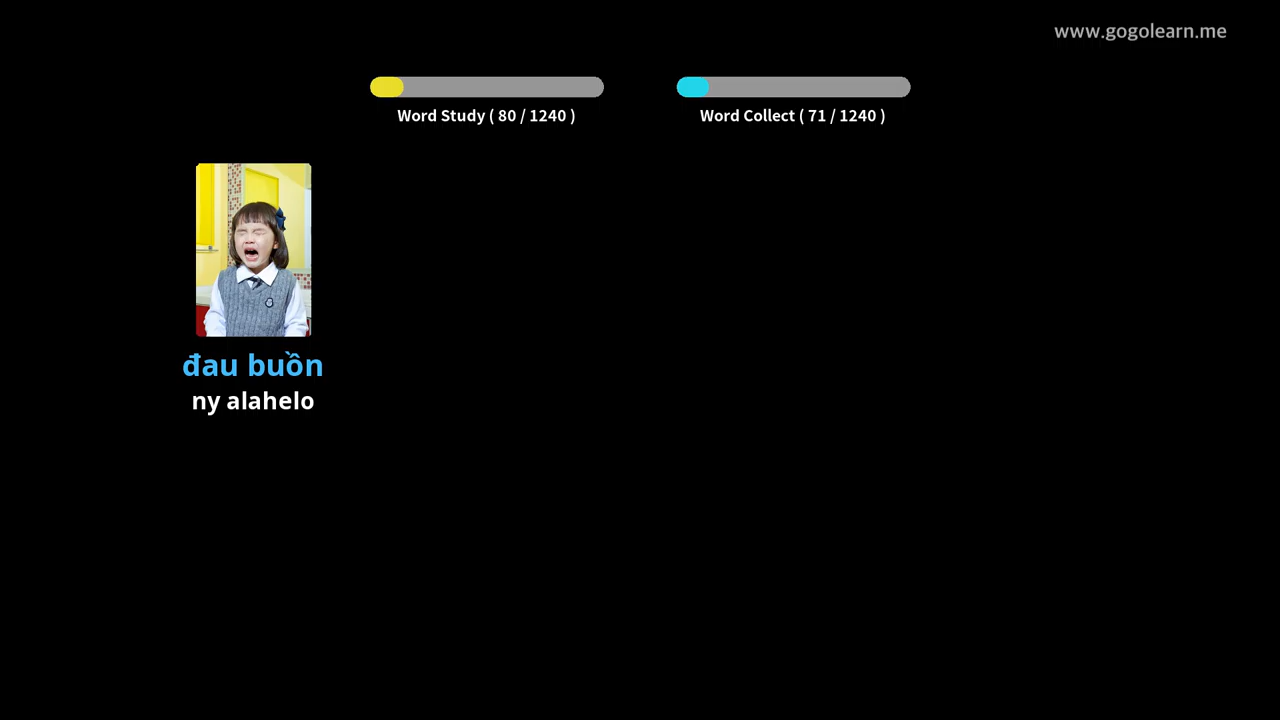 www.gogolearn.me
Word Study ( 80 / 1240 )
Word Collect ( 71 / 1240 )
đau buồn
ny alahelo